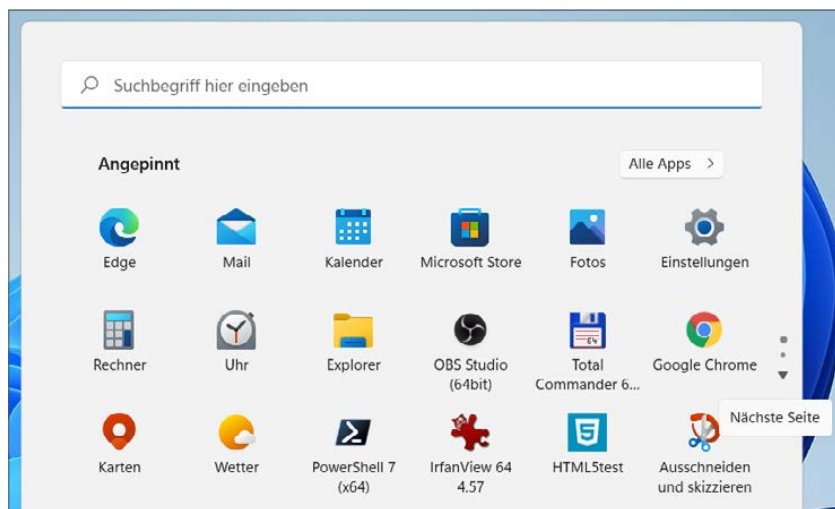 Suchbegriff hier eingeben
Angepinnt
Alle Apps
Edge
Mail
Kalender
Microsoft Store
Fotos
Einstellungen
Rechner
Uhr
Explorer
OBS Studio
(64bit)
Total
Commander 6...
Google Chrome
Nächste Seite
Karten
Wetter
PowerShell 7
(x64)
IrfanView 64
4.57
HTML5test
Ausschneiden
und skizzieren